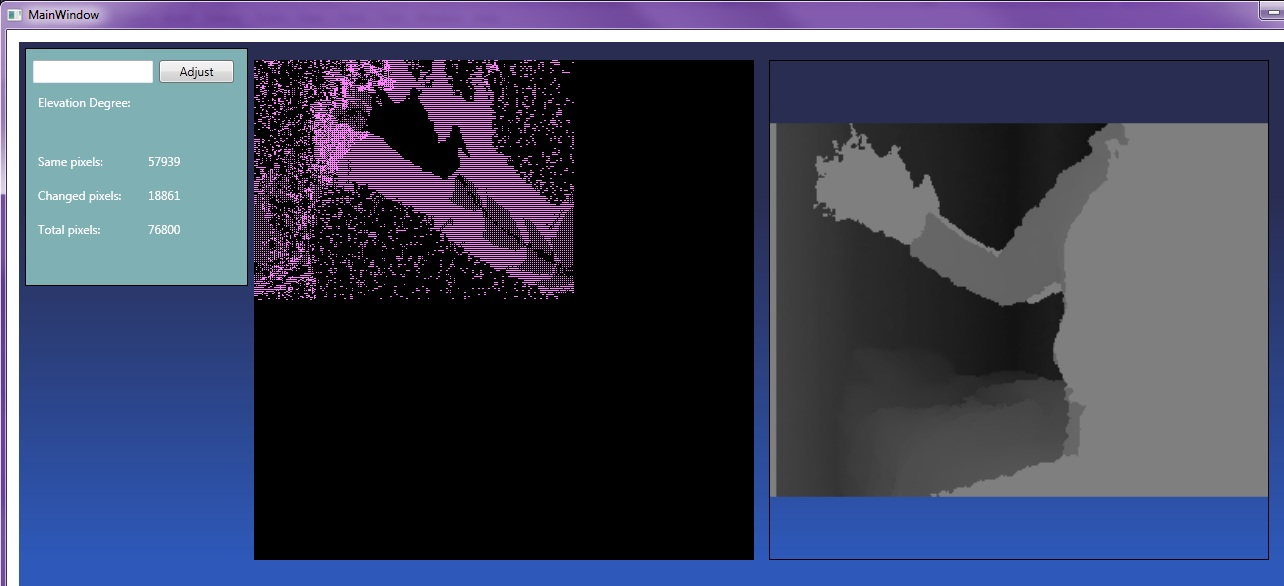 MainWindow
Adjust
Elevation Degree:
Same pixels: 57939
Changed pixels: 18861
Total pixels: 76800